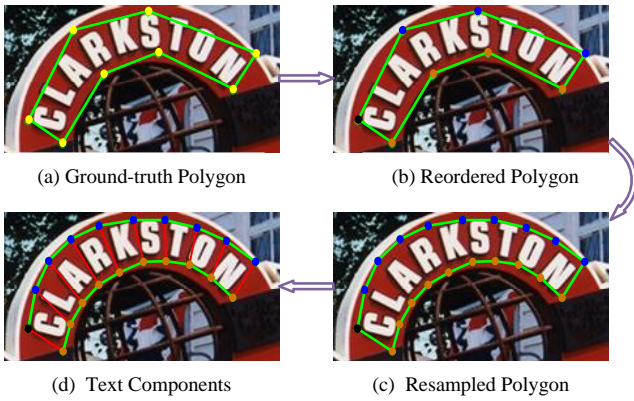 CLARKSTON
CLARKSTON
(a) Ground-truth Polygon
(b) Reordered Polygon
CLARKSTON
CLARKSTON
(d) Text Components
(c) Resampled Polygon